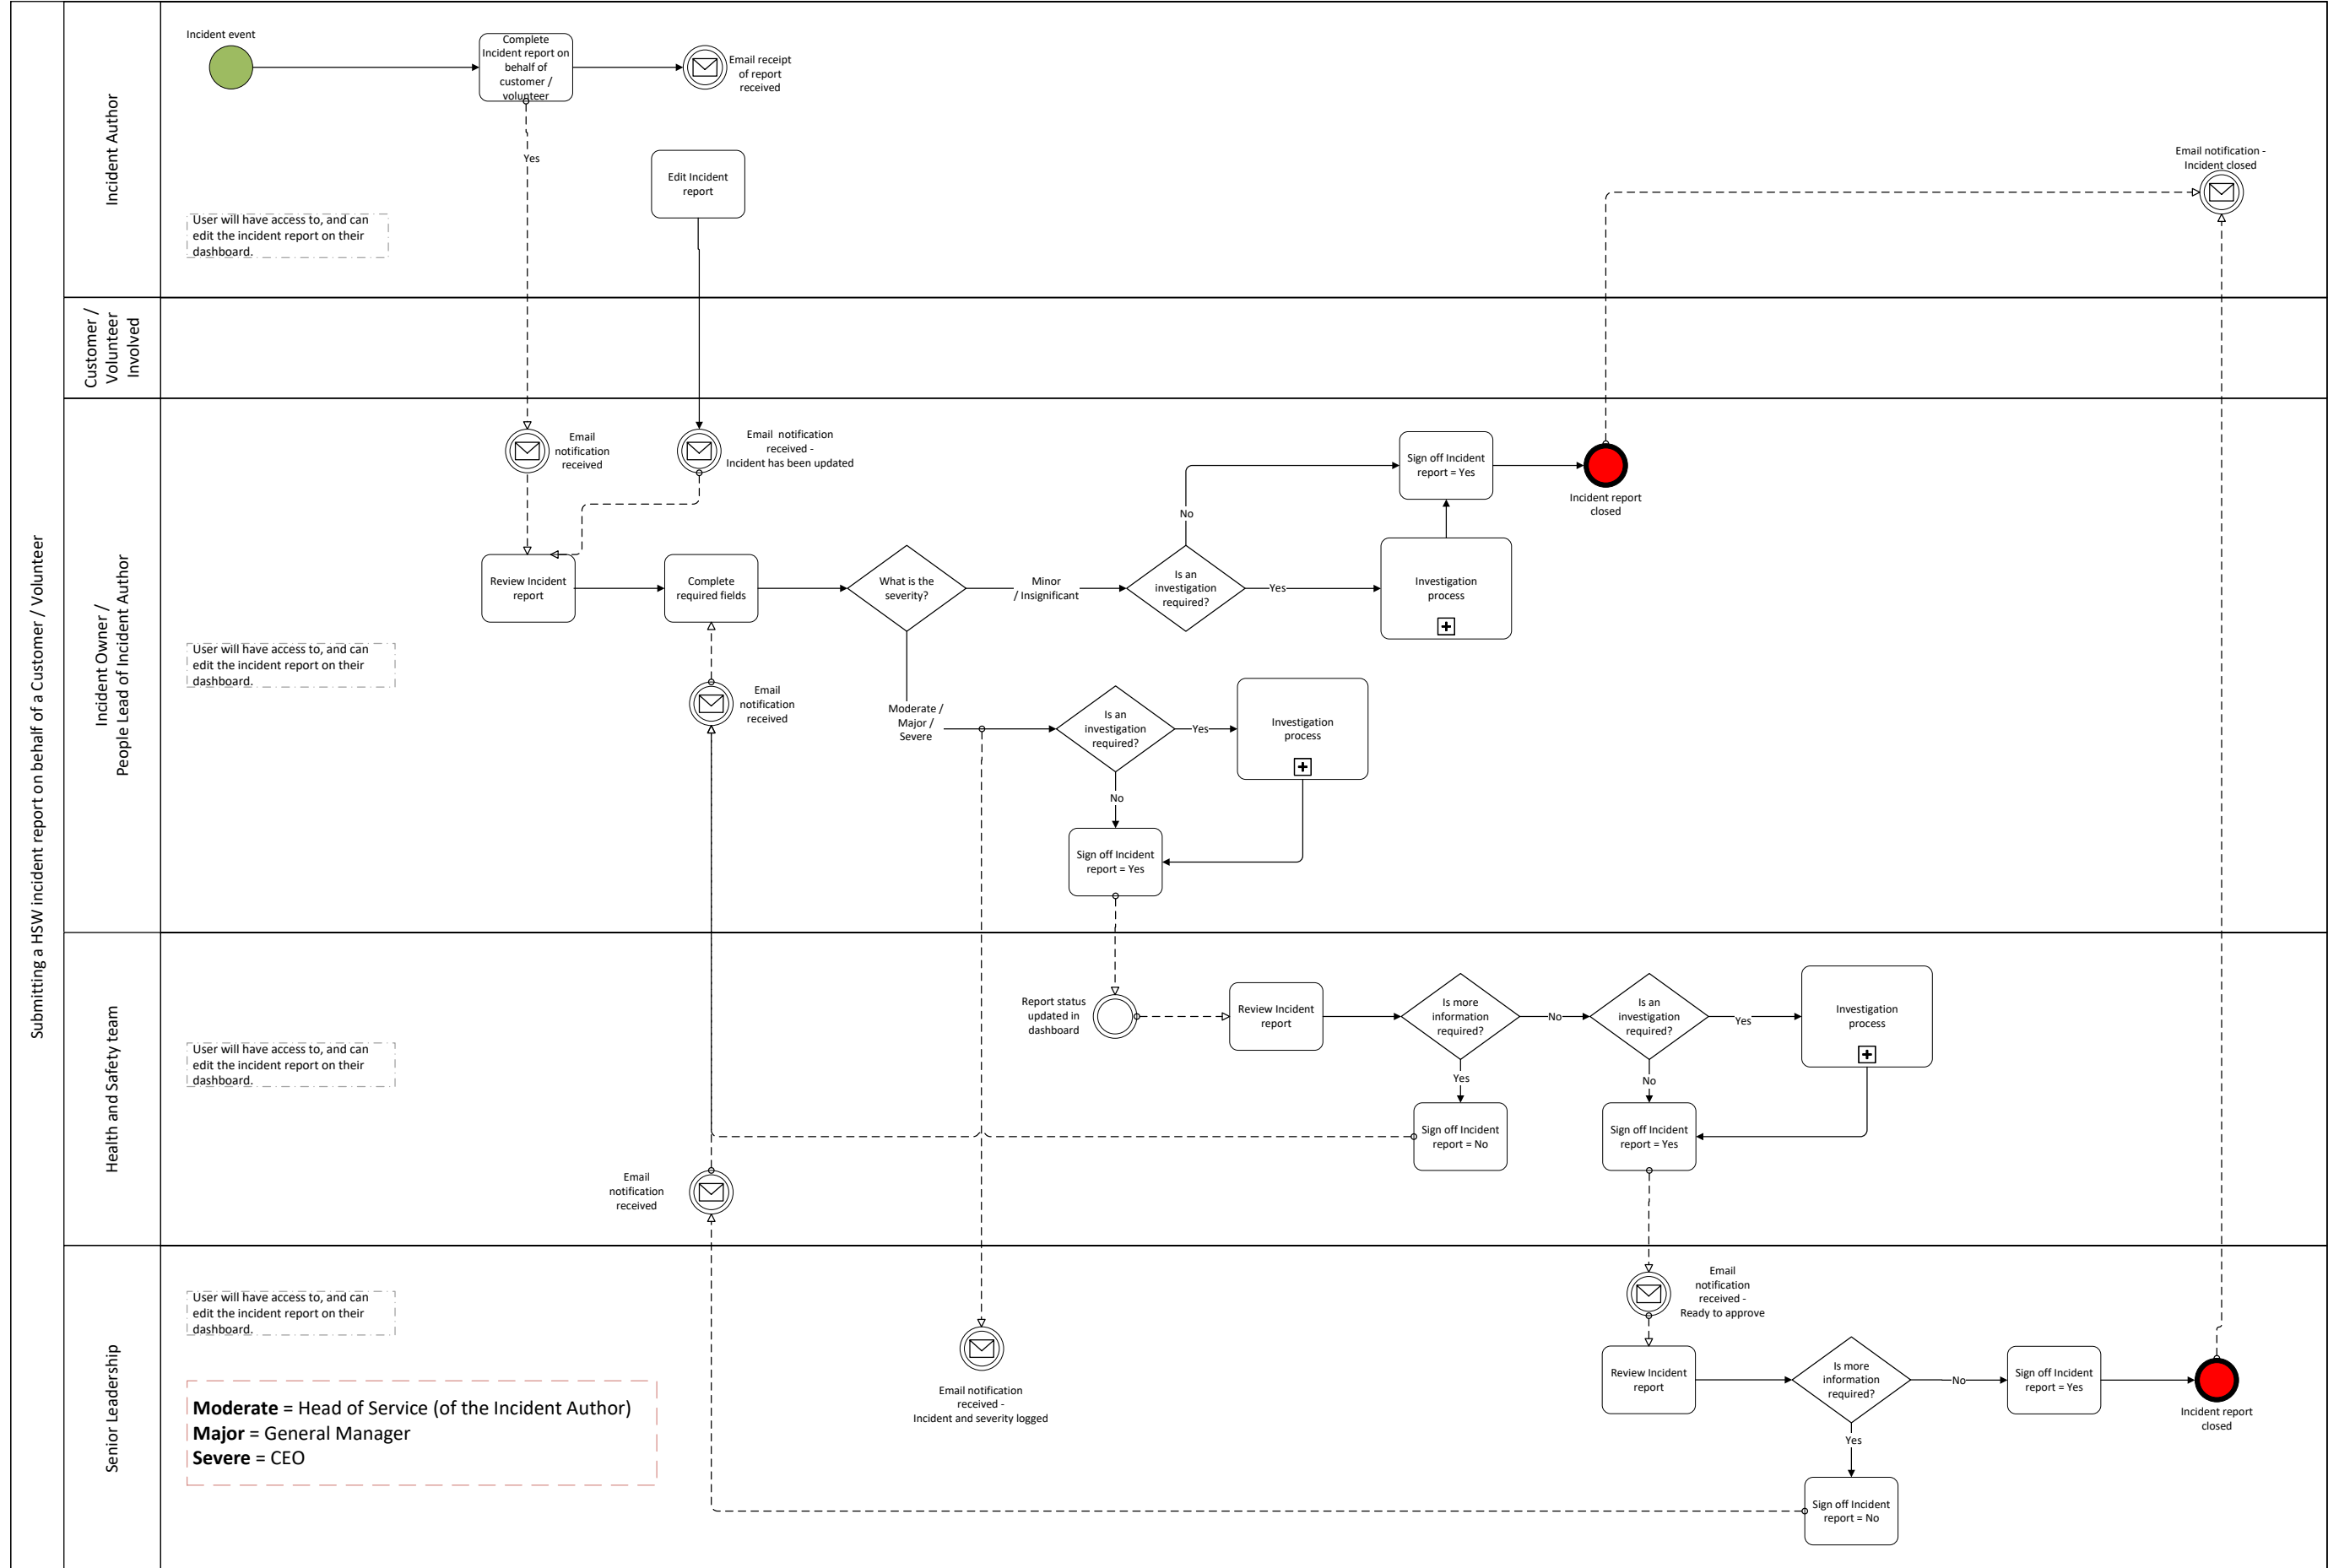 Submitting a HSW incident report on behalf of a Customer / Volunteer
Incident Author
Incident event
Complete
Incident report on
behalf of
customer /
volunteer
Email receipt
of report
received
Yes
Edit Incident
report
User will have access to, and can
edit the incident report on their
dashboard.
Email notification -
Incident closed
Customer /
Volunteer
Involved
Incident Owner /
People Lead of Incident Author
Email
notification
received
Email  notification
received -
Incident has been updated
Review Incident
report
Complete
required fields
What is the
severity?
Minor
/ Insignificant
Is an
investigation
required?
No
Yes
Sign off Incident
report = Yes
Investigation
process
Incident report
closed
User will have access to, and can
edit the incident report on their
dashboard.
Email
notification
received
Moderate /
Major /
Severe
Is an
investigation
required?
Yes
Investigation
process
No
Sign off Incident
report = Yes
Health and Safety team
Report status
updated in
dashboard
Review Incident
report
Is more
information
required?
No
Is an
investigation
required?
Yes
Investigation
process
User will have access to, and can
edit the incident report on their
dashboard.
Yes
No
Sign off Incident
report = No
Sign off Incident
report = Yes
Email
notification
received
Senior Leadership
User will have access to, and can
edit the incident report on their
dashboard.
Email
notification
received -
Ready to approve
Moderate = Head of Service (of the Incident Author)
Major = General Manager
Severe = CEO
Email notification
received -
Incident and severity logged
Review Incident
report
Is more
information
required?
No
Sign off Incident
report = Yes
Incident report
closed
Yes
Sign off Incident
report = No